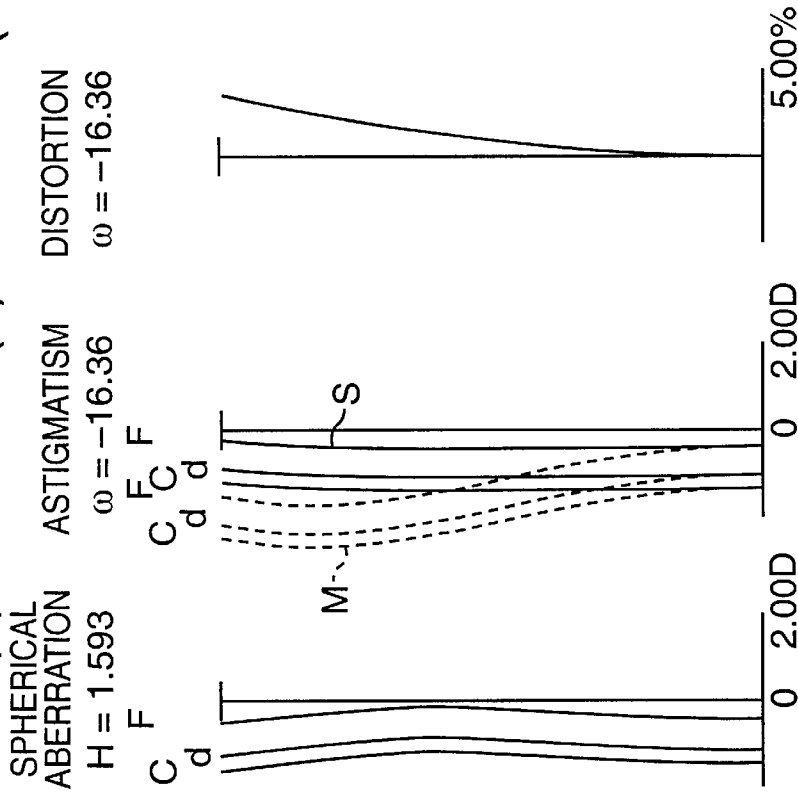 SPHERICAL
ABERRATION
H = 1.593
F
C
d
0
2.00D
ASTIGMATISM
ω = −16.36
F
F
C
d
C
d
S
M
0
2.00D
DISTORTION
ω = −16.36
5.00%